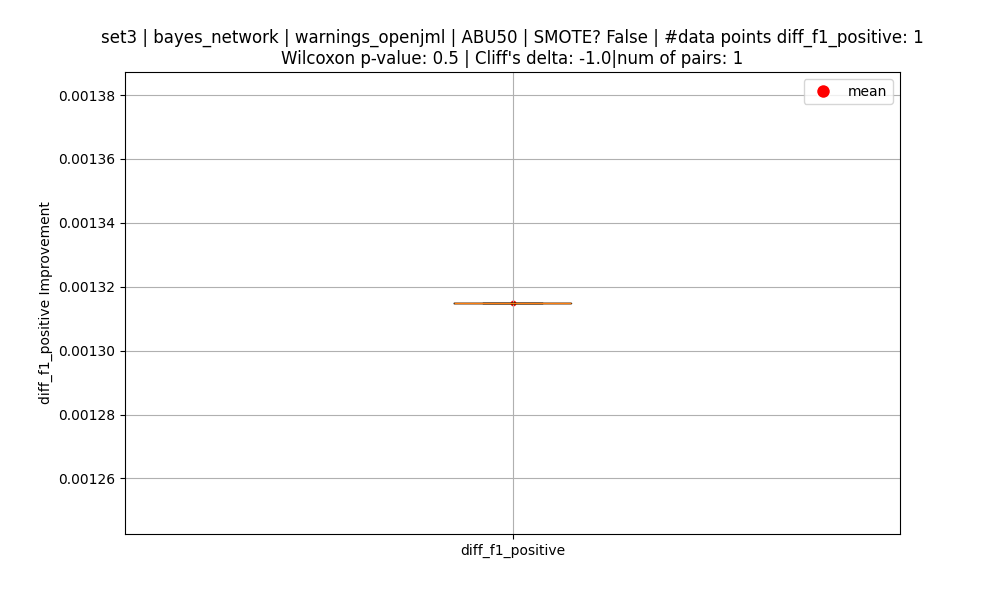 set3 | bayes_network | warnings_openjml | ABU50 | SMOTE? False | #data points diff_f1_positive: 1
Wilcoxon p-value: 0.5 | Cliff's delta: -1.0|num of pairs: 1
mean
0.00138
0.00136
0.00134
0.00132
0.00130
0.00128
0.00126
diff_f1_positive Improvement
diff_f1_positive